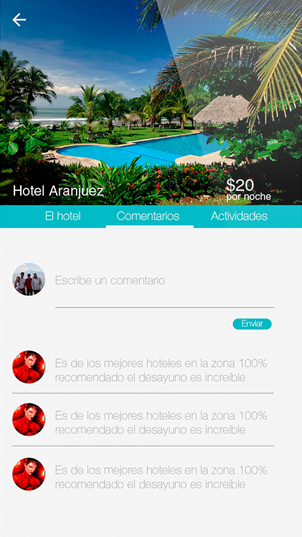 Hotel Aranjuez
$20
por noche
El hotel
Comentarios
Actividades
Escribe un comentario
Enviar
Es de los mejores hoteles en la zona 100%
recomendado el desayuno es increible
Es de los mejores hoteles en la zona 100%
recomendado el desayuno es increible
Es de los mejores hoteles en la zona 100%
recomendado el desayuno es increible